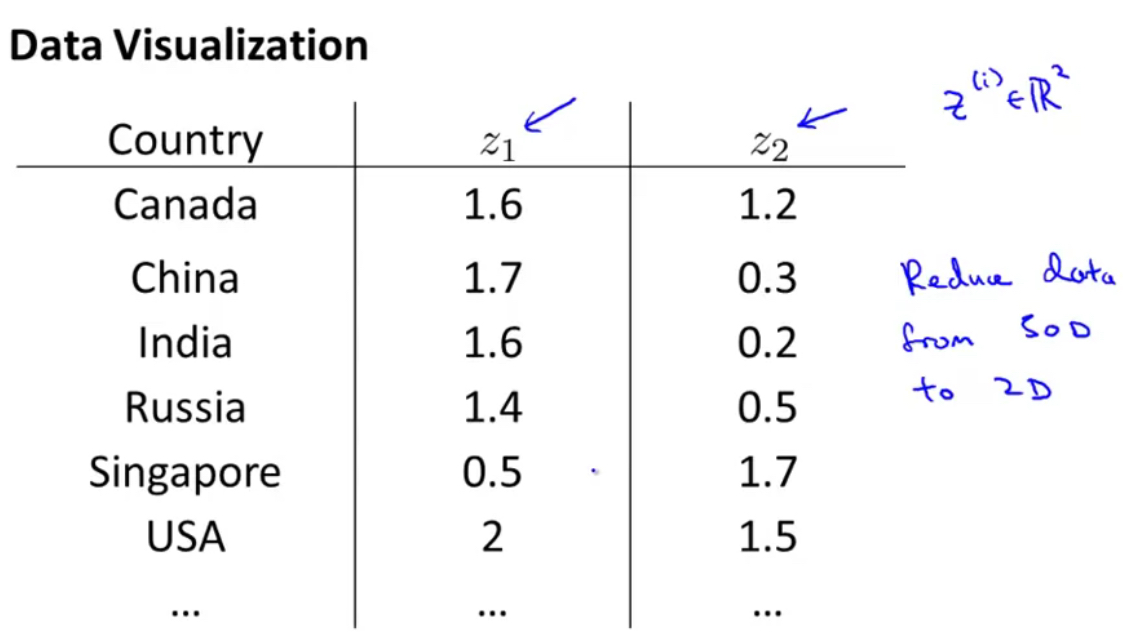 Data Visualization
z^(i) ∈ ℝ^2
Country z_1 z_2
Canada 1.6 1.2
China 1.7 0.3
Reduce data
India 1.6 0.2
from 50D
Russia 1.4 0.5
to 2D
Singapore 0.5 1.7
USA 2 1.5
... ... ...